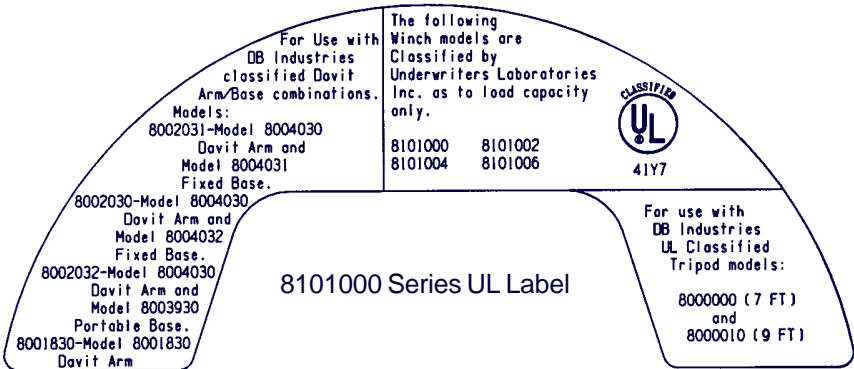 For Use with
DB Industries
classified Davit
Arm/Base combinations.
Models:
8002031-Model 8004030
Davit Arm and
Model 8004031
Fixed Base.
8002030-Model 8004030
Davit Arm and
Model 8004032
Fixed Base.
8002032-Model 8004030
Davit Arm and
Model 8003930
Portable Base.
8001830-Model 8001830
Davit Arm
The following
Winch models are
Classified by
Underwriters Laboratories
Inc. as to load capacity
only.
8101000 8101002
8101004 8101006
CLASSIFIED
UL
®
41Y7
For use with
DB Industries
UL Classified
Tripod models:
8000000 (7 FT)
and
8000010 (9 FT)
8101000 Series UL Label